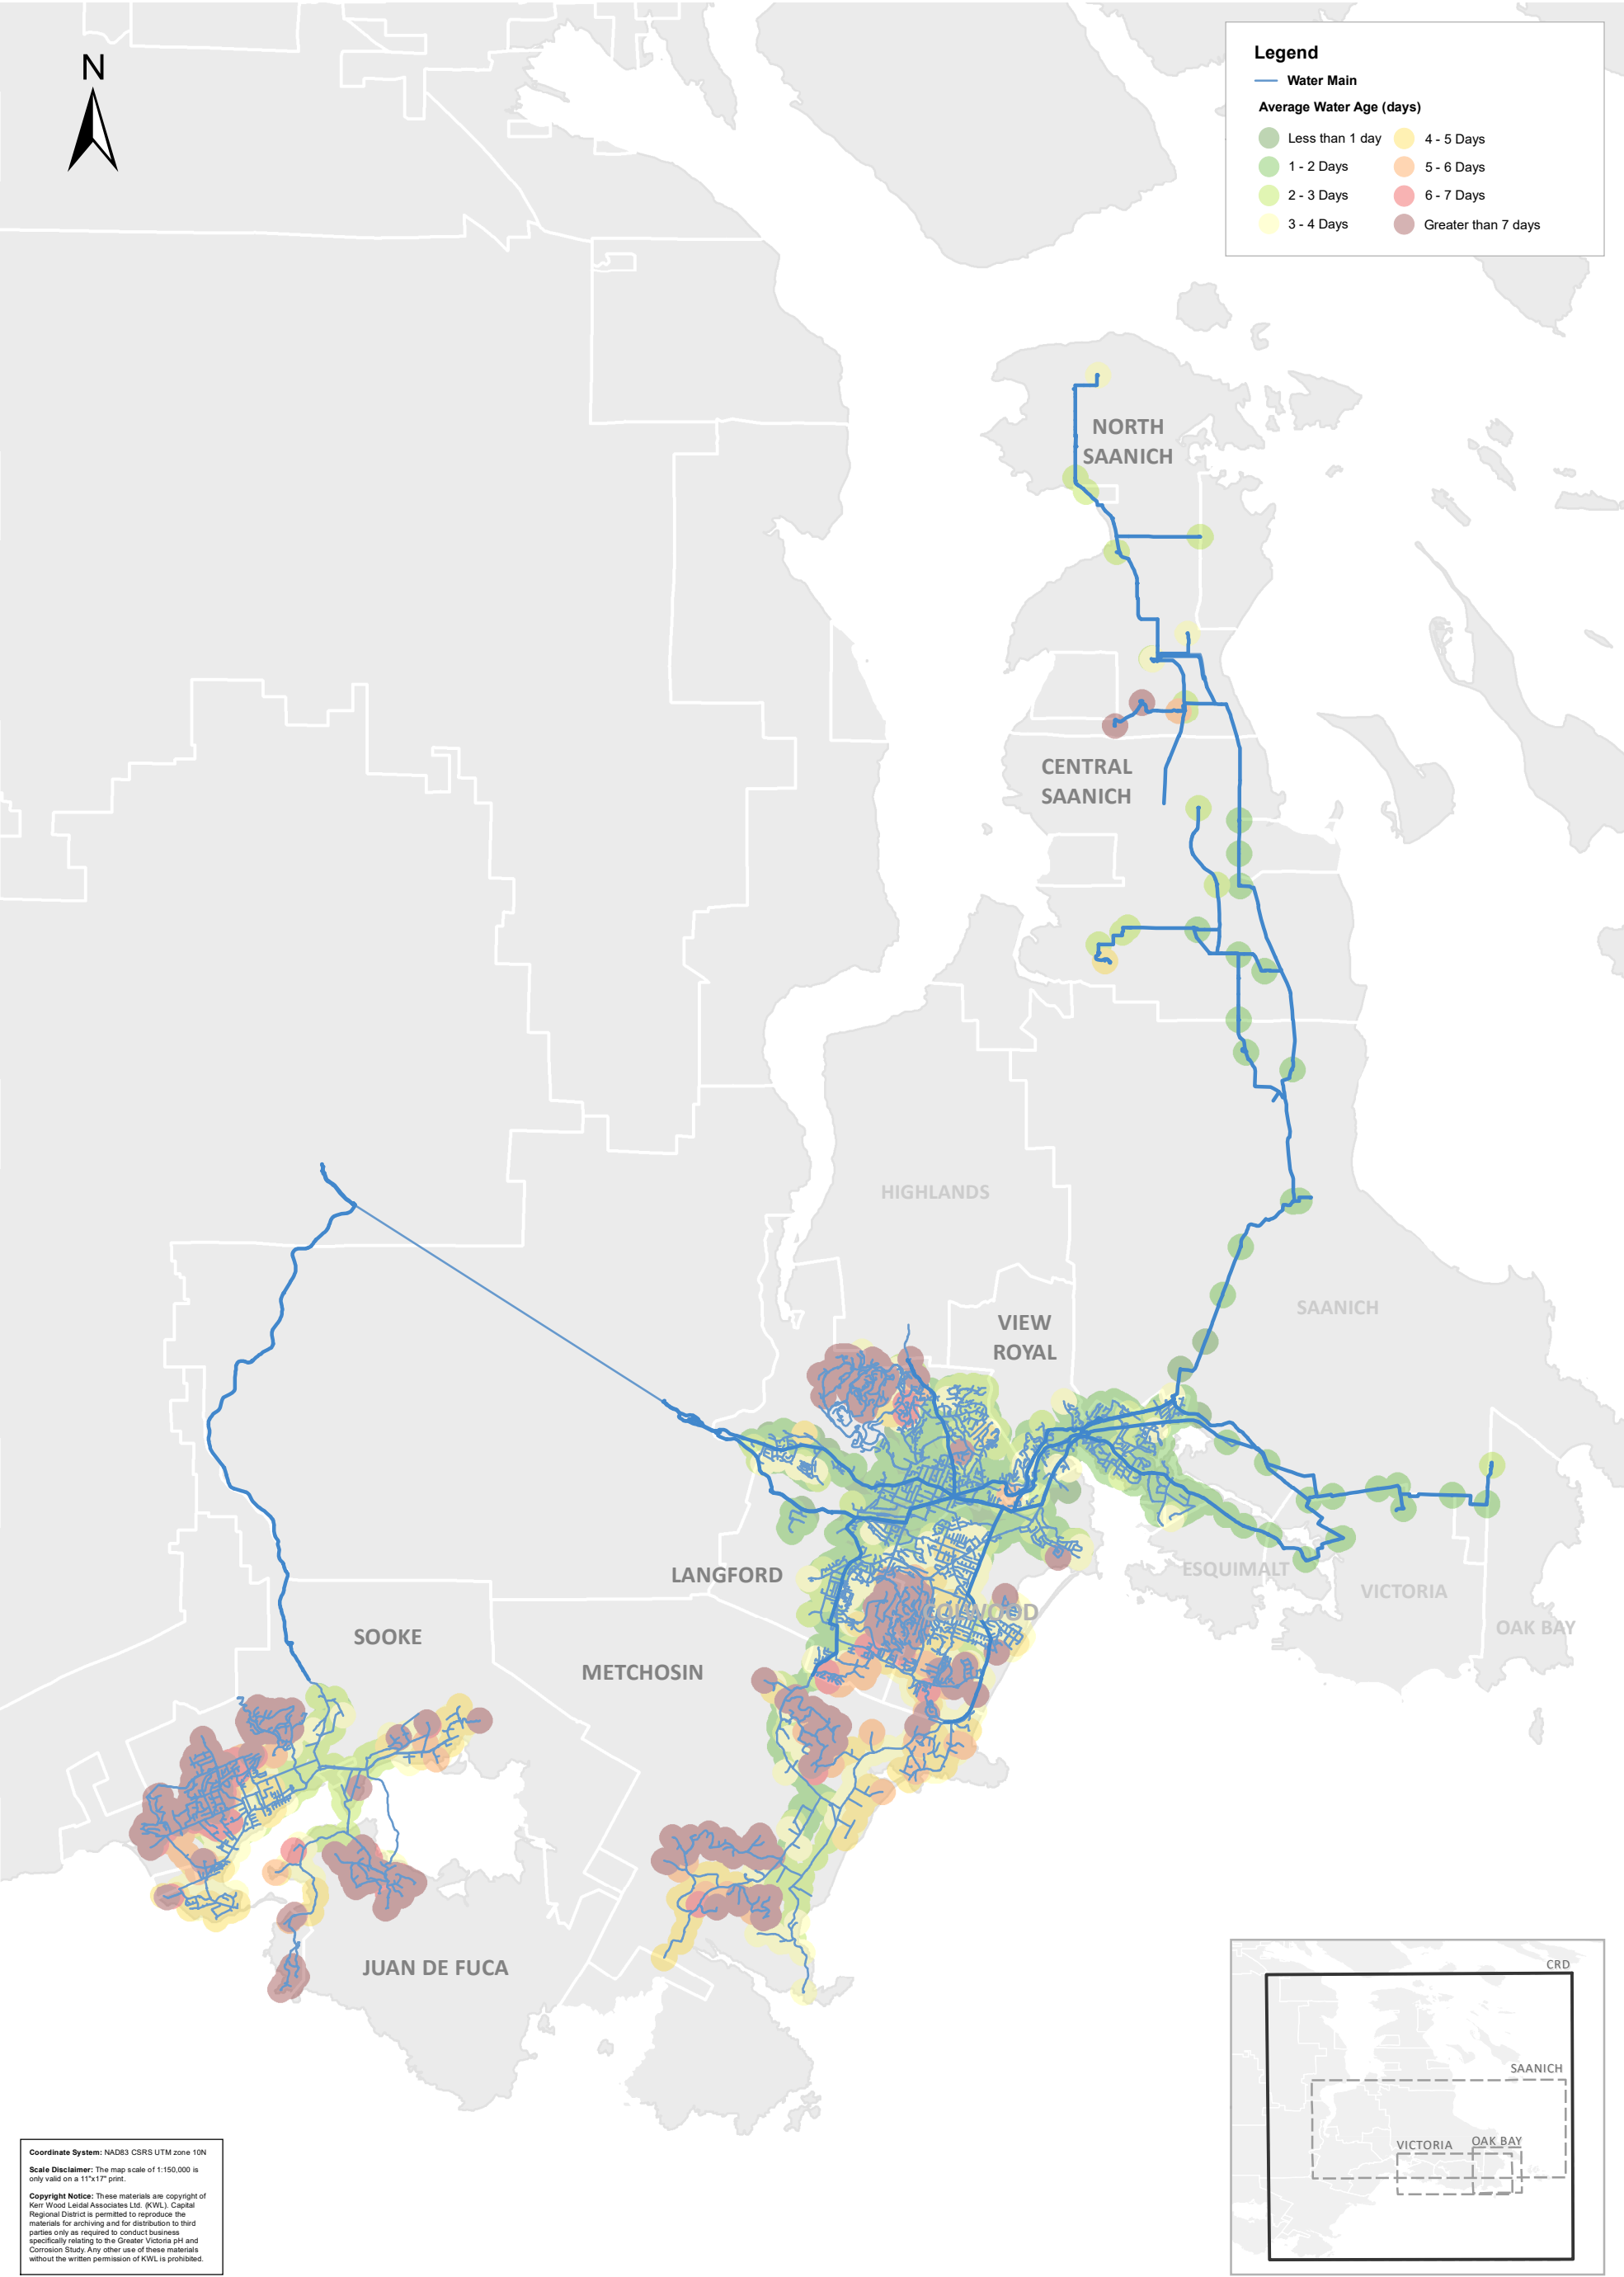 N
Legend
Water Main
Average Water Age (days)
Less than 1 day
1 - 2 Days
2 - 3 Days
3 - 4 Days
4 - 5 Days
5 - 6 Days
6 - 7 Days
Greater than 7 days
NORTH
SAANICH
CENTRAL
SAANICH
HIGHLANDS
SAANICH
VIEW
ROYAL
LANGFORD
ESQUIMALT
VICTORIA
OAK BAY
COLWOOD
SOOKE
METCHOSIN
JUAN DE FUCA
CRD
SAANICH
VICTORIA
OAK BAY
Coordinate System: NAD83 CSRS UTM zone 10N
Scale Disclaimer: The map scale of 1:150,000 is
only valid on a 11"x17" print.
Copyright Notice: These materials are copyright of
Kerr Wood Leidal Associates Ltd. (KWL). Capital
Regional District is permitted to reproduce the
materials for archiving and for distribution to third
parties only as required to conduct business
specifically relating to the Greater Victoria pH and
Corrosion Study. Any other use of these materials
without the written permission of KWL is prohibited.